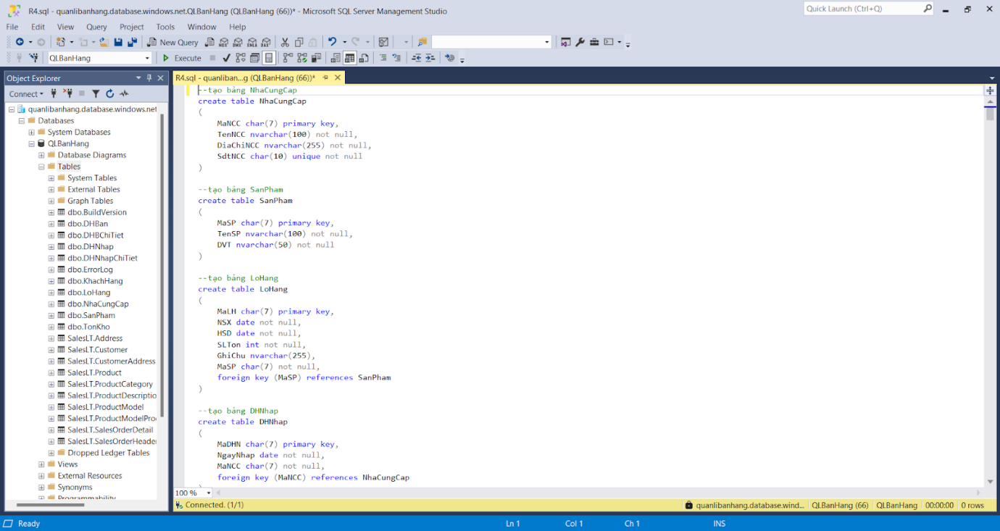 R4.sql - quanlibanhang.database.windows.net.QLBanHang (QLBanHang (66))* - Microsoft SQL Server Management Studio
Quick Launch (Ctrl+Q)
File Edit View Query Project Tools Window Help
New Query
QLBanHang
Execute
Object Explorer
Connect
quanlibanhang.database.windows.net
Databases
System Databases
QLBanHang
Database Diagrams
Tables
System Tables
External Tables
Graph Tables
dbo.BuildVersion
dbo.DHBan
dbo.DHBChiTiet
dbo.DHNhap
dbo.DHNhapChiTiet
dbo.ErrorLog
dbo.KhachHang
dbo.LoHang
dbo.NhaCungCap
dbo.SanPham
dbo.TonKho
SalesLT.Address
SalesLT.Customer
SalesLT.CustomerAddress
SalesLT.Product
SalesLT.ProductCategory
SalesLT.ProductDescriptio
SalesLT.ProductModel
SalesLT.ProductModelPro
SalesLT.SalesOrderDetail
SalesLT.SalesOrderHeader
Dropped Ledger Tables
Views
External Resources
Synonyms
Programmability
R4.sql - quanliban...g (QLBanHang (66))*
--tạo bảng NhaCungCap
create table NhaCungCap
(
MaNCC char(7) primary key,
TenNCC nvarchar(100) not null,
DiaChiNCC nvarchar(255) not null,
SdtNCC char(10) unique not null
)
--tạo bảng SanPham
create table SanPham
(
MaSP char(7) primary key,
TenSP nvarchar(100) not null,
DVT nvarchar(50) not null
)
--tạo bảng LoHang
create table LoHang
(
MaLH char(7) primary key,
NSX date not null,
HSD date not null,
SLTon int not null,
GhiChu nvarchar(255),
MaSP char(7) not null,
foreign key (MaSP) references SanPham
)
--tạo bảng DHNhap
create table DHNhap
(
MaDHN char(7) primary key,
NgayNhap date not null,
MaNCC char(7) not null,
foreign key (MaNCC) references NhaCungCap
)
100 %
Connected. (1/1)
quanlibanhang.database.wind... QLBanHang (66) QLBanHang 00:00:00 0 rows
Ready Ln 1 Col 1 Ch 1 INS